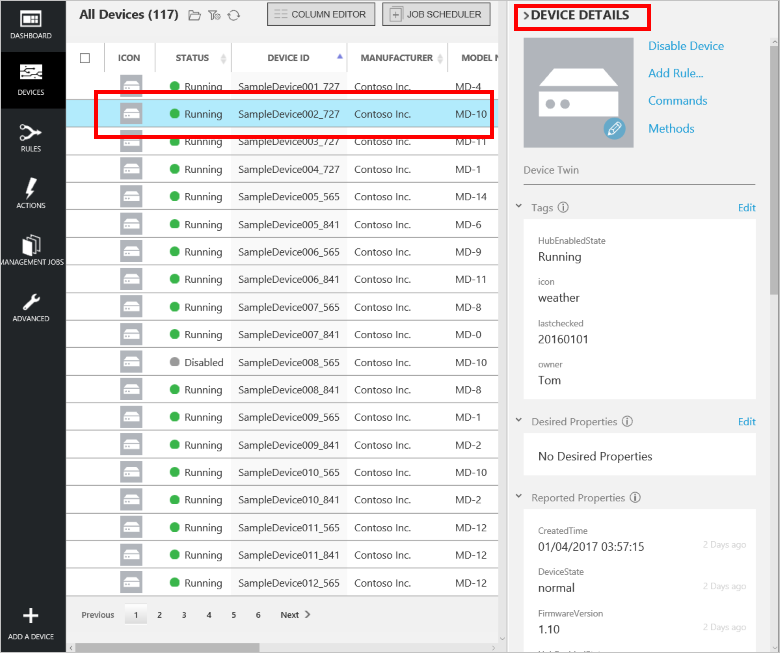 DASHBOARD
DEVICES
RULES
ACTIONS
MANAGEMENT JOBS
ADVANCED
ADD A DEVICE
All Devices (117)
COLUMN EDITOR
JOB SCHEDULER
ICON STATUS DEVICE ID MANUFACTURER MODEL N
Running SampleDevice001_727 Contoso Inc. MD-4
Running SampleDevice002_727 Contoso Inc. MD-10
Running SampleDevice003_727 Contoso Inc. MD-11
Running SampleDevice004_727 Contoso Inc. MD-1
Running SampleDevice005_565 Contoso Inc. MD-14
Running SampleDevice005_841 Contoso Inc. MD-6
Running SampleDevice006_565 Contoso Inc. MD-9
Running SampleDevice006_841 Contoso Inc. MD-11
Running SampleDevice007_565 Contoso Inc. MD-8
Running SampleDevice007_841 Contoso Inc. MD-0
Disabled SampleDevice008_565 Contoso Inc. MD-10
Running SampleDevice008_841 Contoso Inc. MD-8
Running SampleDevice009_565 Contoso Inc. MD-1
Running SampleDevice009_841 Contoso Inc. MD-2
Running SampleDevice010_565 Contoso Inc. MD-10
Running SampleDevice010_841 Contoso Inc. MD-2
Running SampleDevice011_565 Contoso Inc. MD-12
Running SampleDevice011_841 Contoso Inc. MD-12
Running SampleDevice012_565 Contoso Inc. MD-12
Previous 1 2 3 4 5 6 Next >
>DEVICE DETAILS
Disable Device
Add Rule...
Commands
Methods
Device Twin
Tags Edit
HubEnabledState
Running
icon
weather
lastchecked
20160101
owner
Tom
Desired Properties Edit
No Desired Properties
Reported Properties
CreatedTime
01/04/2017 03:57:15 2 Days ago
DeviceState
normal 2 Days ago
FirmwareVersion
1.10 2 Days ago